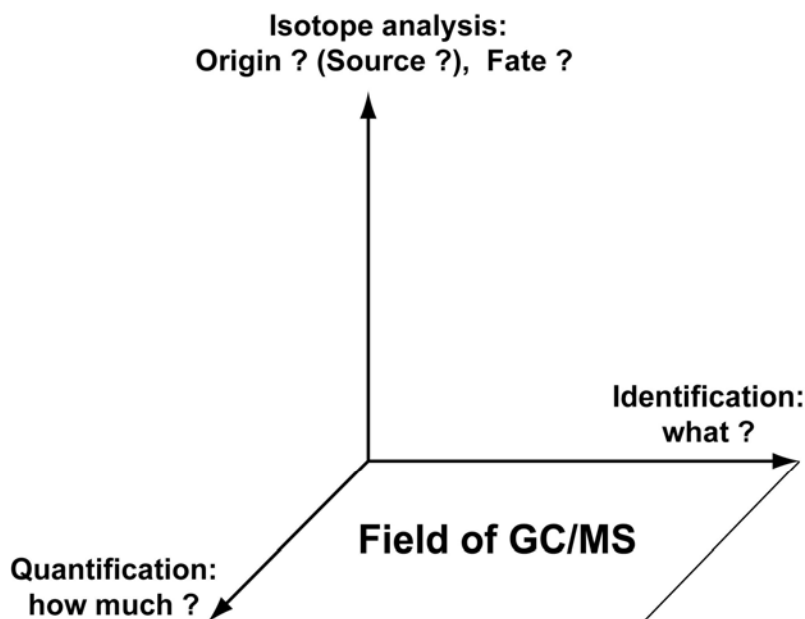 Isotope analysis:
Origin ? (Source ?), Fate ?
Identification:
what ?
Field of GC/MS
Quantification:
how much ?